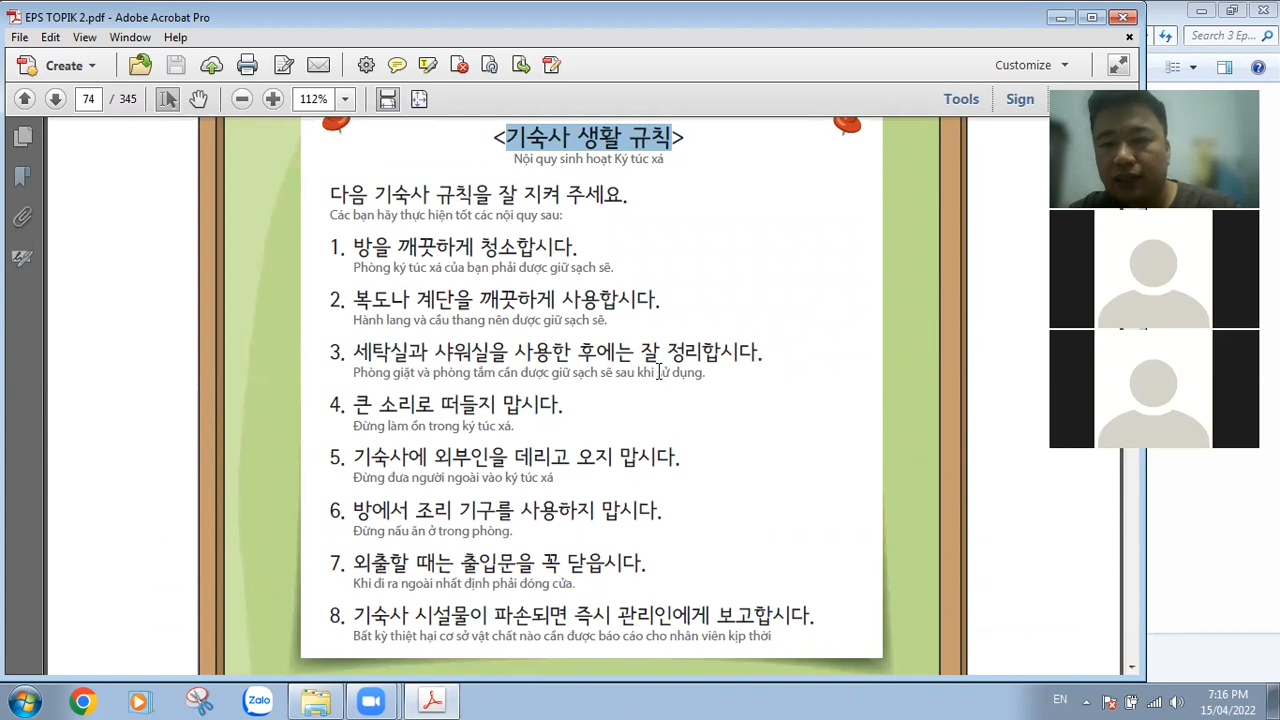 EPS TOPIK 2.pdf - Adobe Acrobat Pro
File Edit View Window Help
Create
Customize
74 / 345
112%
Tools Sign
Search 3 Ep...
<기숙사 생활 규칙>
Nội quy sinh hoạt Ký túc xá
다음 기숙사 규칙을 잘 지켜 주세요.
Các bạn hãy thực hiện tốt các nội quy sau:
1. 방을 깨끗하게 청소합시다.
Phòng ký túc xá của bạn phải được giữ sạch sẽ.
2. 복도나 계단을 깨끗하게 사용합시다.
Hành lang và cầu thang nên được giữ sạch sẽ.
3. 세탁실과 샤워실을 사용한 후에는 잘 정리합시다.
Phòng giặt và phòng tắm cần được giữ sạch sẽ sau khi sử dụng.
4. 큰 소리로 떠들지 맙시다.
Đừng làm ồn trong ký túc xá.
5. 기숙사에 외부인을 데리고 오지 맙시다.
Đừng đưa người ngoài vào ký túc xá
6. 방에서 조리 기구를 사용하지 맙시다.
Đừng nấu ăn ở trong phòng.
7. 외출할 때는 출입문을 꼭 닫읍시다.
Khi đi ra ngoài nhất định phải đóng cửa.
8. 기숙사 시설물이 파손되면 즉시 관리인에게 보고합시다.
Bất kỳ thiệt hại cơ sở vật chất nào cần được báo cáo cho nhân viên kịp thời
Zalo
EN
7:16 PM
15/04/2022